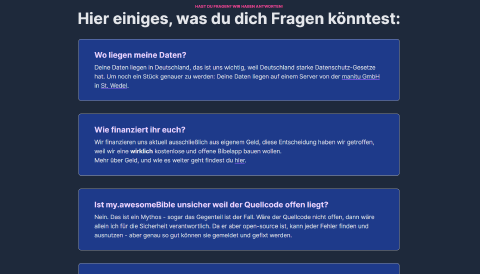 HAST DU FRAGEN? WIR HABEN ANTWORTEN!
Hier einiges, was du dich Fragen könntest:
Wo liegen meine Daten?
Deine Daten liegen in Deutschland, das ist uns wichtig, weil Deutschland starke Datenschutz-Gesetze
hat. Um noch ein Stück genauer zu werden: Deine Daten liegen auf einem Server von der manitu GmbH
in St. Wedel.
Wie finanziert ihr euch?
Wir finanzieren uns aktuell ausschließlich aus eigenem Geld, diese Entscheidung haben wir getroffen,
weil wir eine wirklich kostenlose und offene Bibelapp bauen wollen.
Mehr über Geld, und wie es weiter geht findest du hier.
Ist my.awesomeBible unsicher weil der Quellcode offen liegt?
Nein. Das ist ein Mythos - sogar das Gegenteil ist der Fall. Wäre der Quellcode nicht offen, dann wäre
allein ich für die Sicherheit verantwortlich. Da er aber open-source ist, kann jeder Fehler finden und
ausnutzen - aber genau so gut können sie gemeldet und gefixt werden.